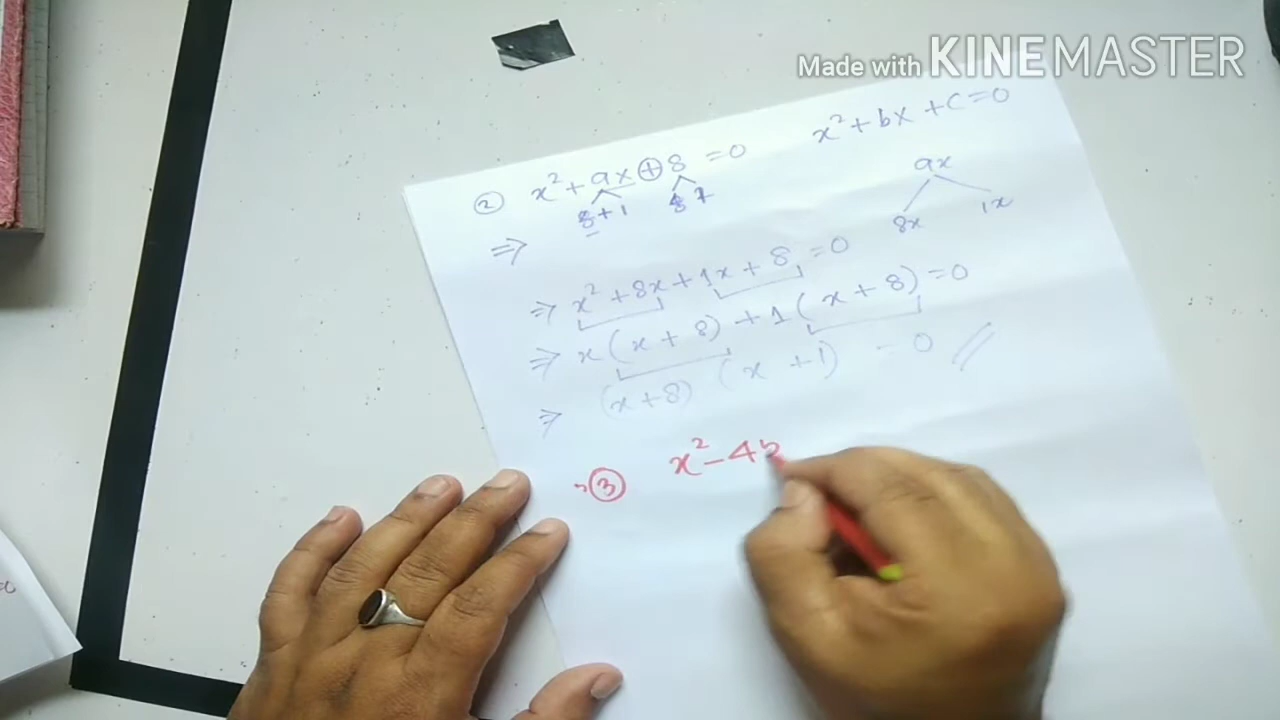 Made with KINEMASTER
x² + bx + c = 0
② x² + 9x + 8 = 0
8 + 1
9x
8x 1x
⇒
⇒ x² + 8x + 1x + 8 = 0
⇒ x (x + 8) + 1 (x + 8) = 0
⇒ (x + 8) (x + 1) = 0 //
③ x² - 4